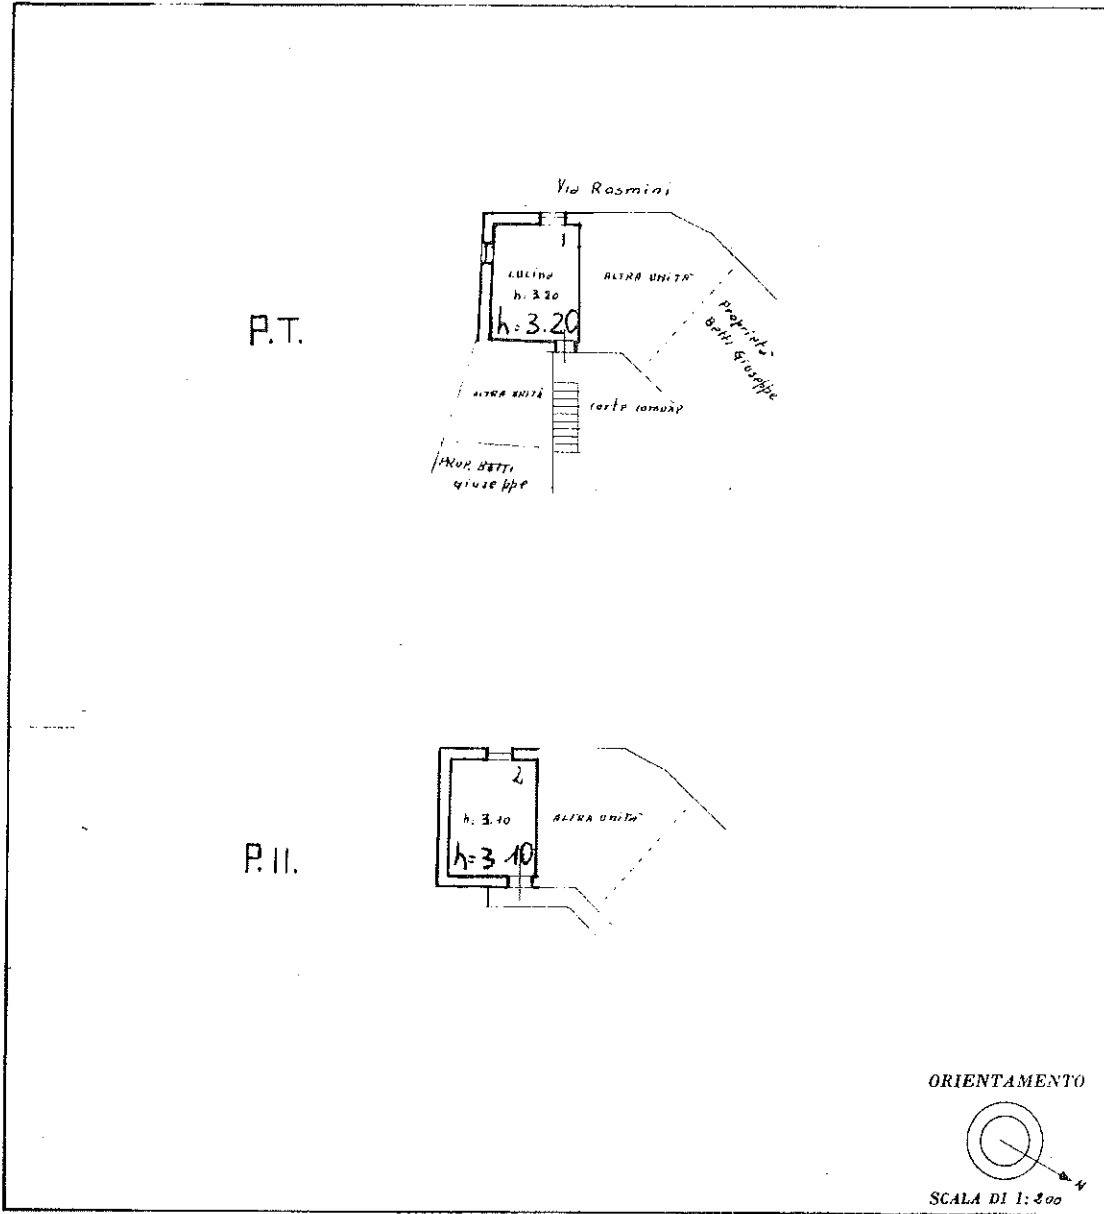 Via Rosmini
1
cucina
h. 3.20
h. 3.20
ALTRA UNITA'
Proprietà
Betti Giuseppe
P.T.
ALTRA UNITÀ
corte comune
PROP. BETTI
giuseppe
2
h. 3.10
h=3 10
ALTRA UNITA'
P.II.
ORIENTAMENTO
N
SCALA DI 1: 200